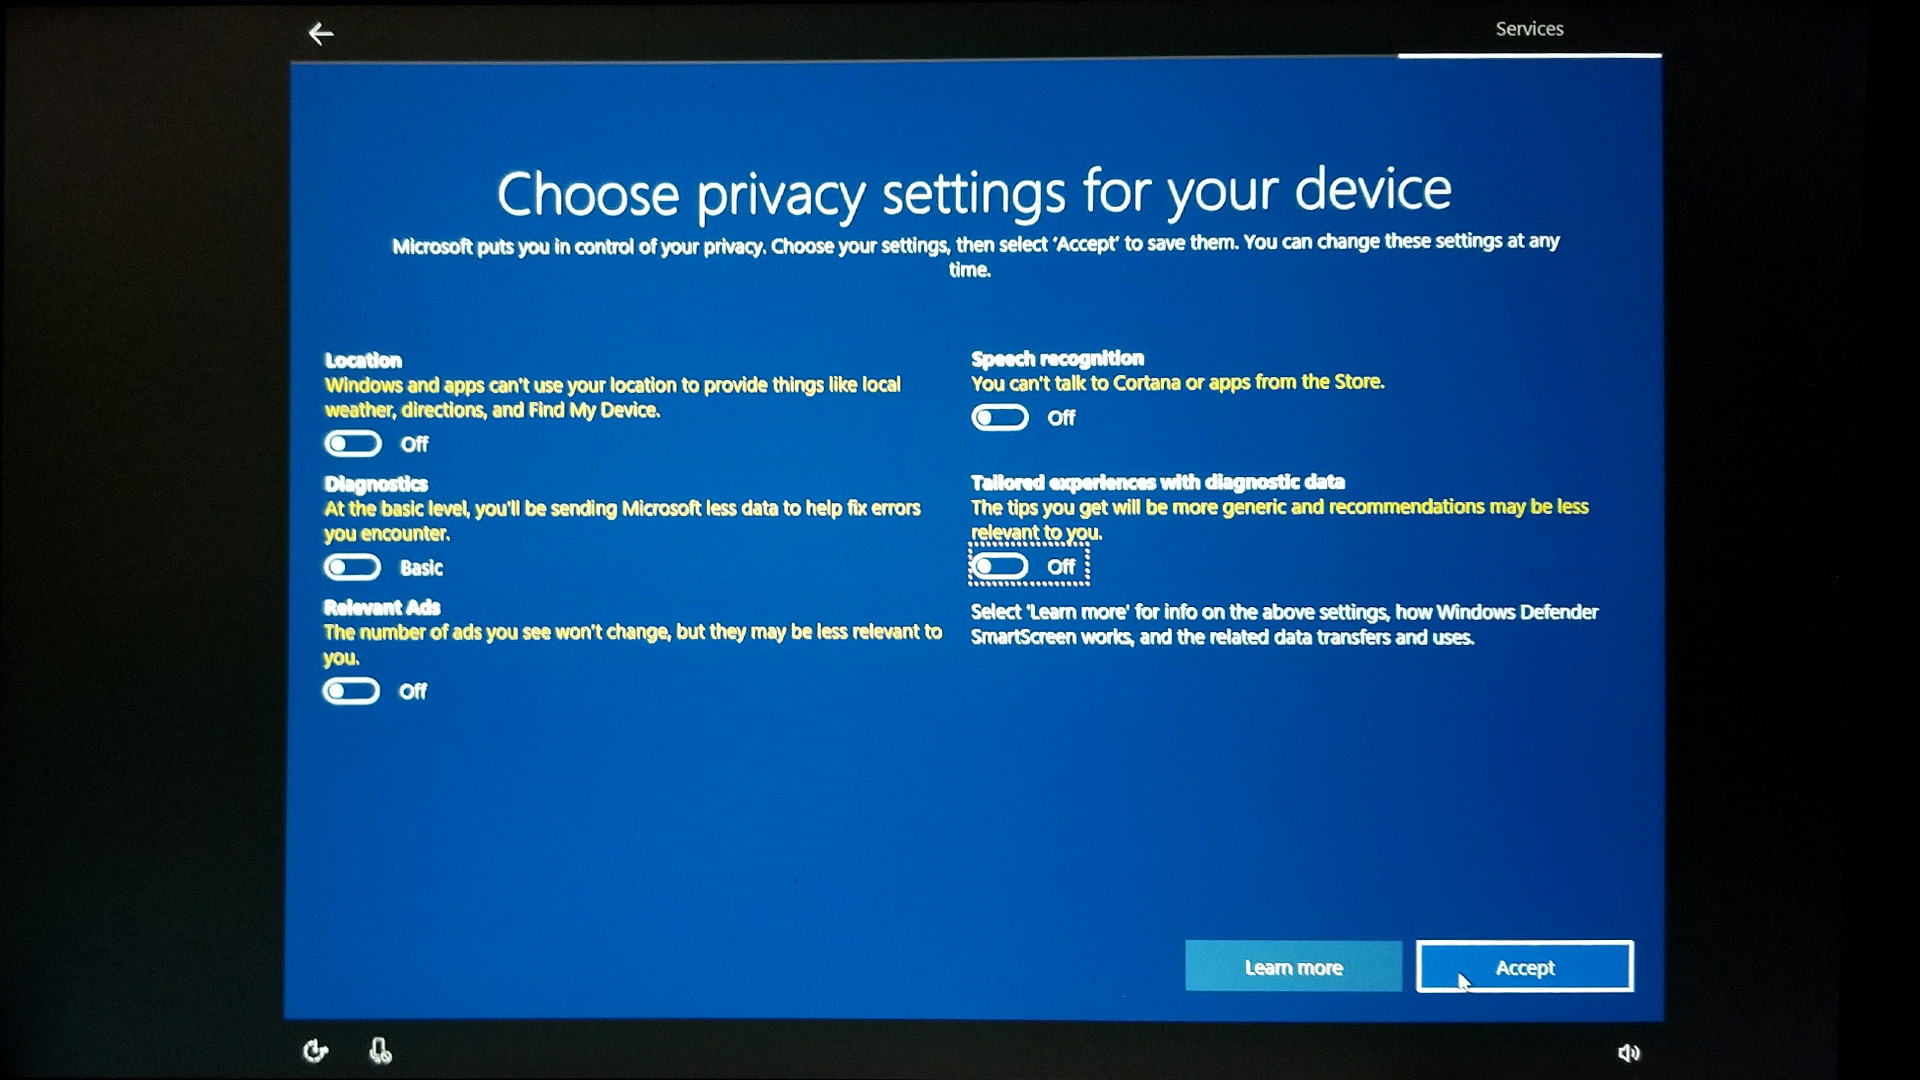 Services
Choose privacy settings for your device
Microsoft puts you in control of your privacy. Choose your settings, then select 'Accept' to save them. You can change these settings at any
time.
Location
Windows and apps can't use your location to provide things like local
weather, directions, and Find My Device.
Off
Diagnostics
At the basic level, you'll be sending Microsoft less data to help fix errors
you encounter.
Basic
Relevant Ads
The number of ads you see won't change, but they may be less relevant to
you.
Off
Speech recognition
You can't talk to Cortana or apps from the Store.
Off
Tailored experiences with diagnostic data
The tips you get will be more generic and recommendations may be less
relevant to you.
Off
Select 'Learn more' for info on the above settings, how Windows Defender
SmartScreen works, and the related data transfers and uses.
Learn more
Accept